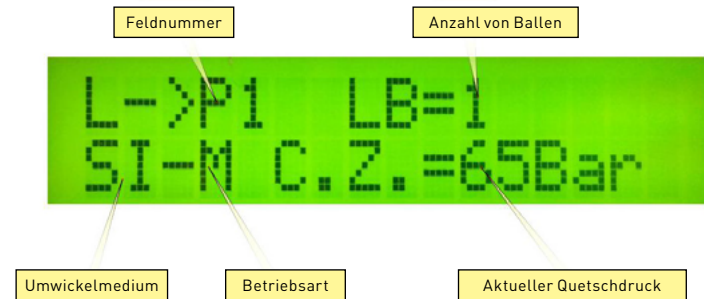 Feldnummer
Anzahl von Ballen
L->P1 LB=1
SI-M C.Z.=65Bar
Umwickelmedium
Betriebsart
Aktueller Quetschdruck